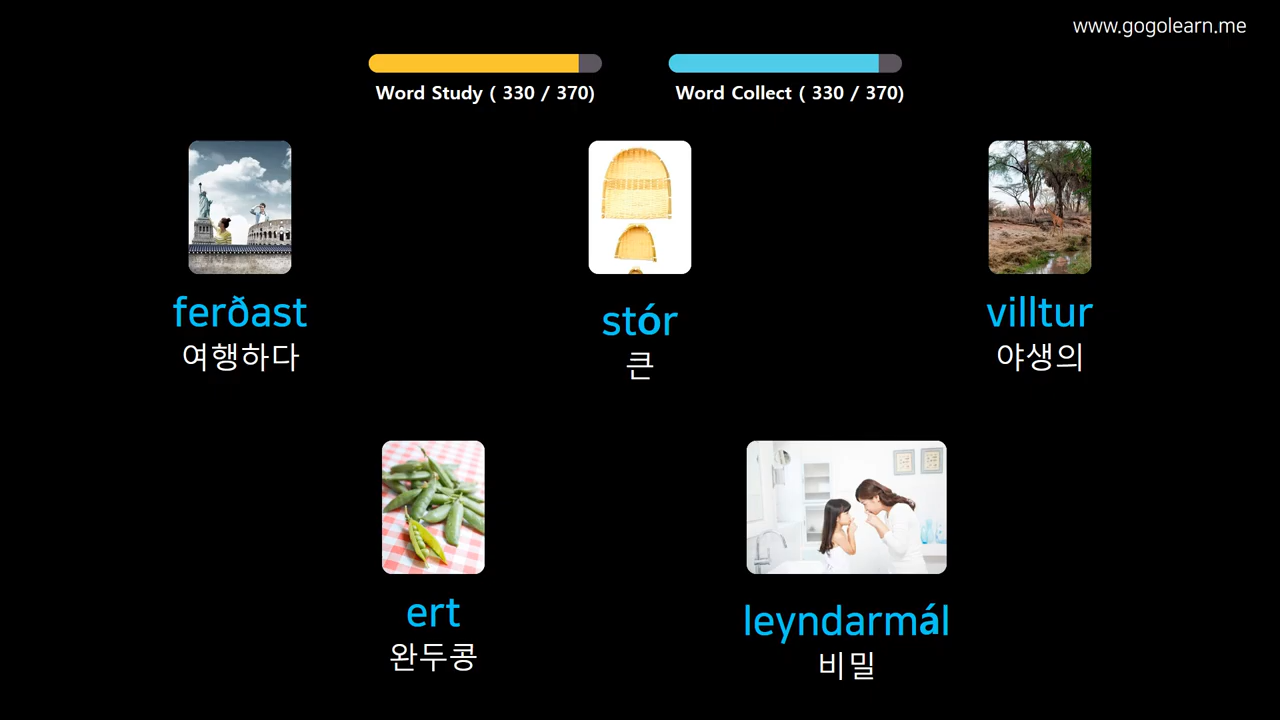 www.gogolearn.me
Word Study ( 330 / 370)
Word Collect ( 330 / 370)
ferðast
여행하다
stór
큰
villtur
야생의
ert
완두콩
leyndarmál
비밀